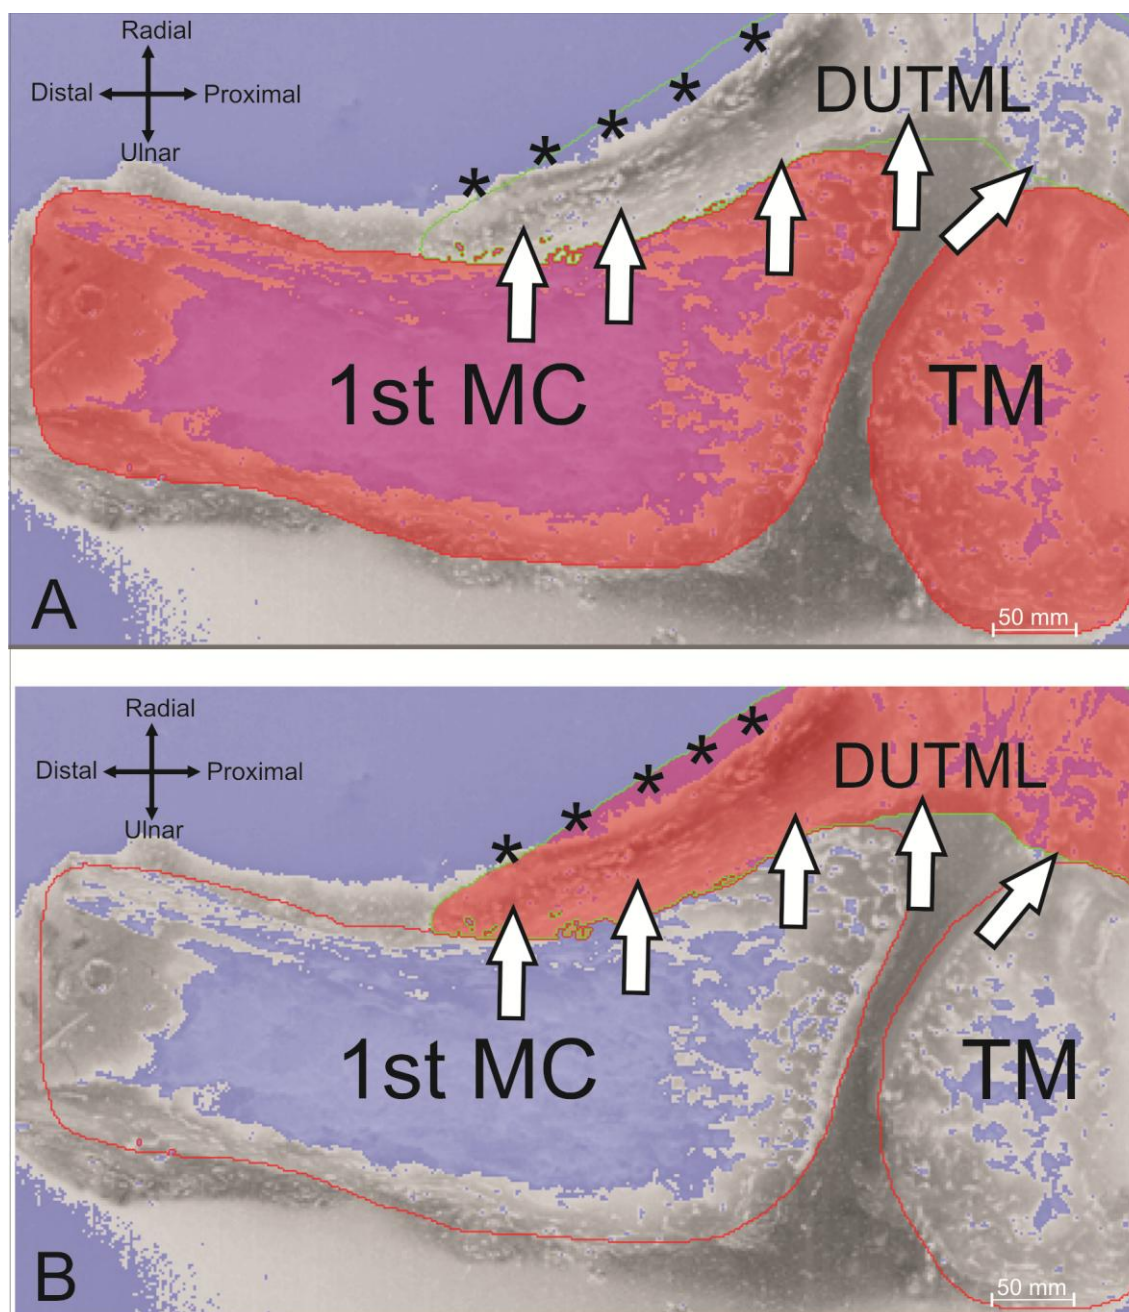 Radial
Distal Proximal
Ulnar
* * * *
*
DUTML
1st MC
TM
A
50 mm
Radial
Distal Proximal
Ulnar
* * * *
*
DUTML
1st MC
TM
B
50 mm